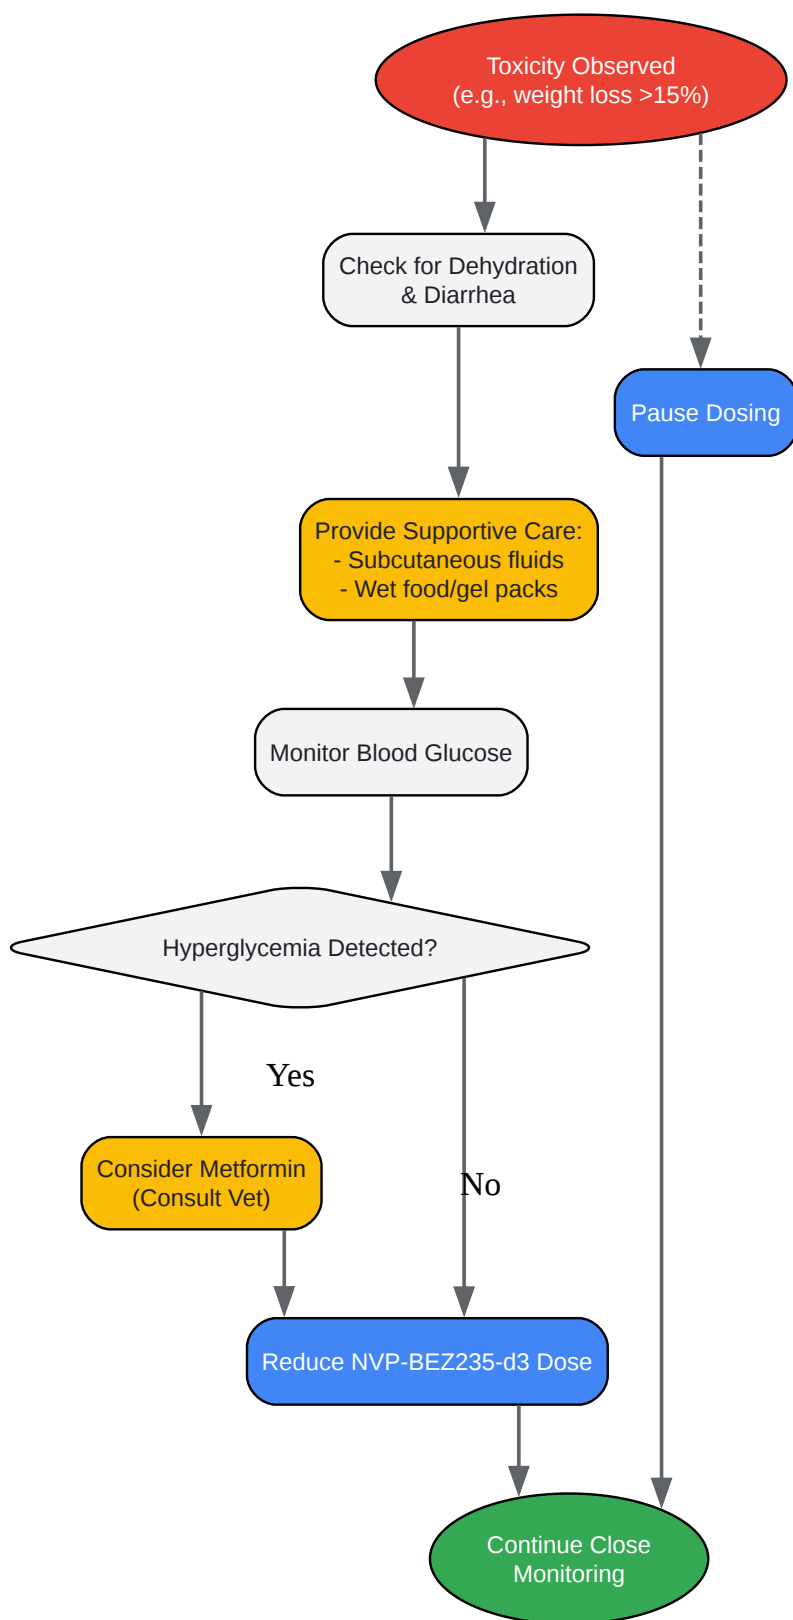 Toxicity Observed
(e.g., weight loss >15%)
Check for Dehydration
& Diarrhea
Pause Dosing
Provide Supportive Care:
- Subcutaneous fluids
- Wet food/gel packs
Monitor Blood Glucose
Hyperglycemia Detected?
Yes
Consider Metformin
(Consult Vet)
No
Reduce NVP-BEZ235-d3 Dose
Continue Close
Monitoring